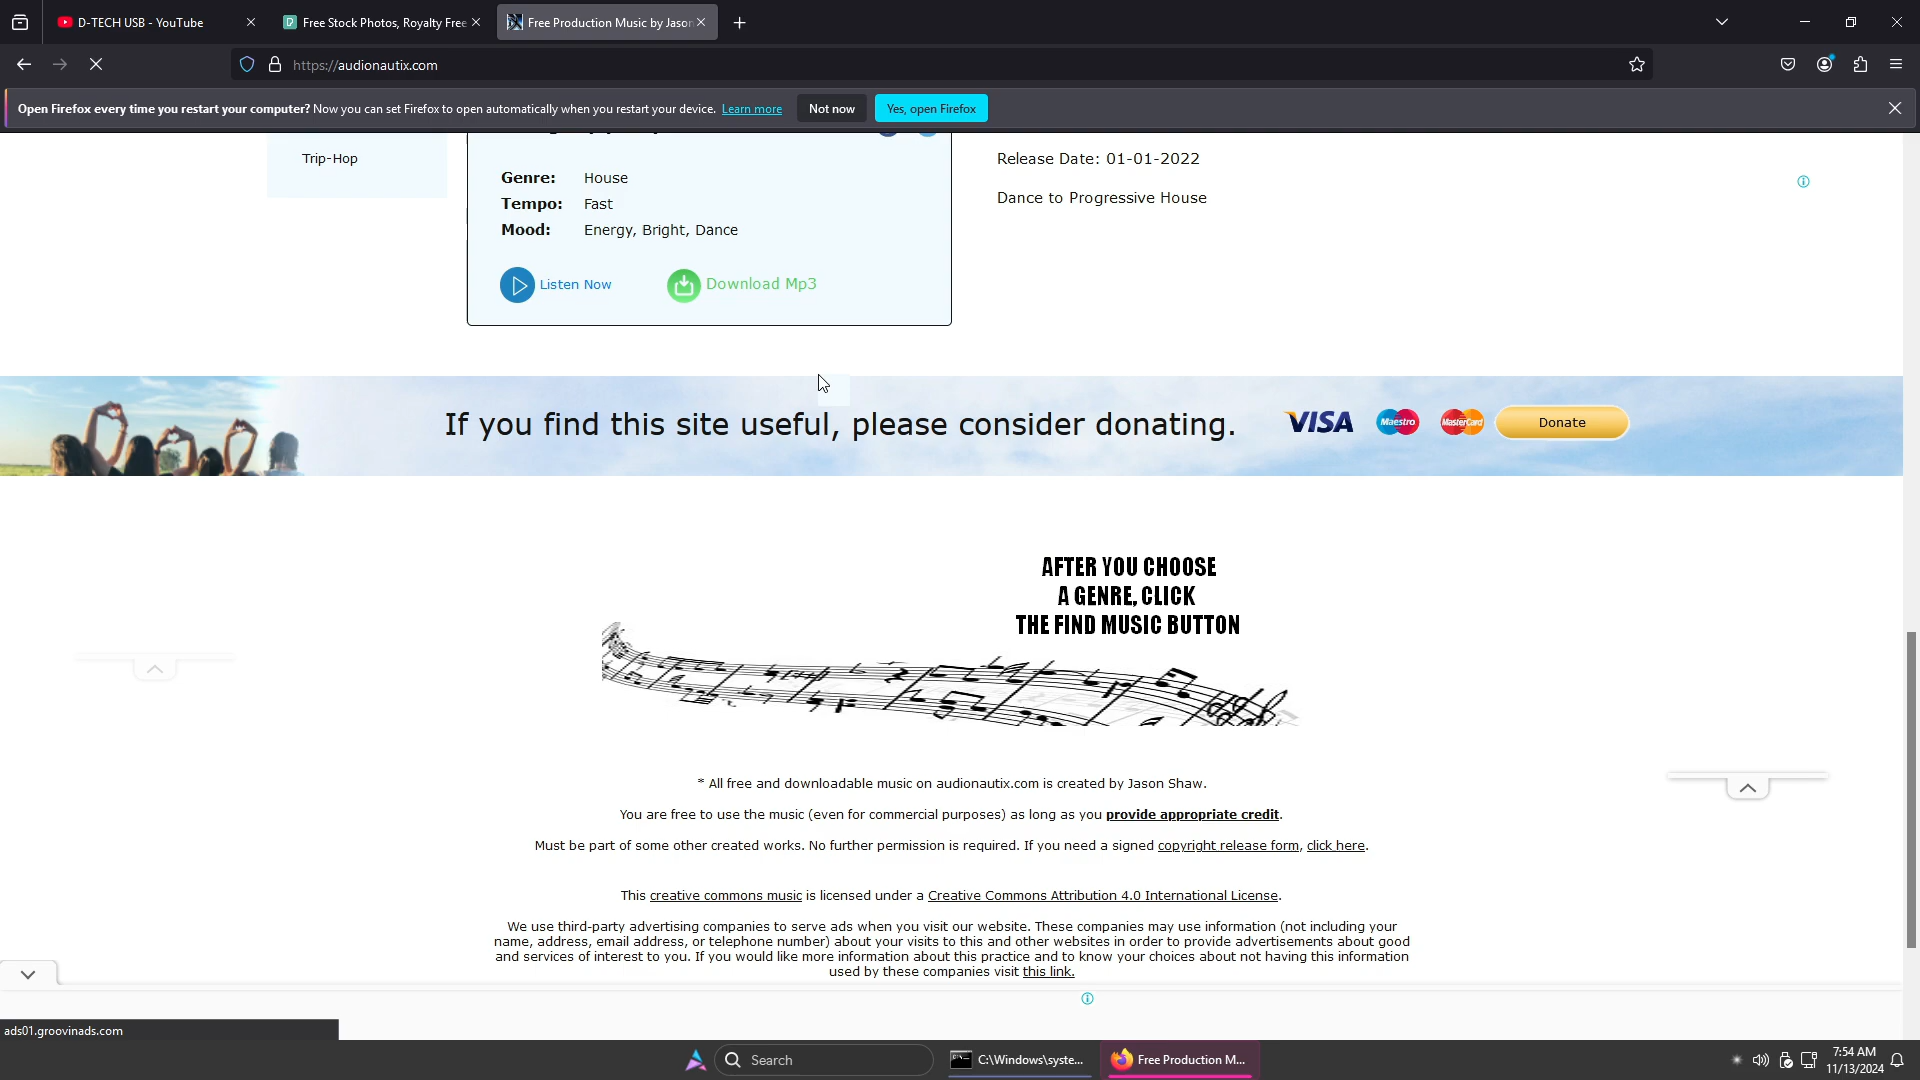 D-TECH USB - YouTube
Free Stock Photos, Royalty Free
Free Production Music by Jason
https://audionautix.com
Open Firefox every time you restart your computer? Now you can set Firefox to open automatically when you restart your device. Learn more
Not now
Yes, open Firefox
Trip-Hop
Genre: House
Tempo: Fast
Mood: Energy, Bright, Dance
Listen Now
Download Mp3
Release Date: 01-01-2022
Dance to Progressive House
If you find this site useful, please consider donating.
VISA
Maestro
MasterCard
Donate
AFTER YOU CHOOSE
A GENRE, CLICK
THE FIND MUSIC BUTTON
* All free and downloadable music on audionautix.com is created by Jason Shaw.
You are free to use the music (even for commercial purposes) as long as you provide appropriate credit.
Must be part of some other created works. No further permission is required. If you need a signed copyright release form, click here.
This creative commons music is licensed under a Creative Commons Attribution 4.0 International License.
We use third-party advertising companies to serve ads when you visit our website. These companies may use information (not including your
name, address, email address, or telephone number) about your visits to this and other websites in order to provide advertisements about good
and services of interest to you. If you would like more information about this practice and to know your choices about not having this information
used by these companies visit this link.
ads01.groovinads.com
Search
C:\Windows\syste...
Free Production M...
7:54 AM
11/13/2024